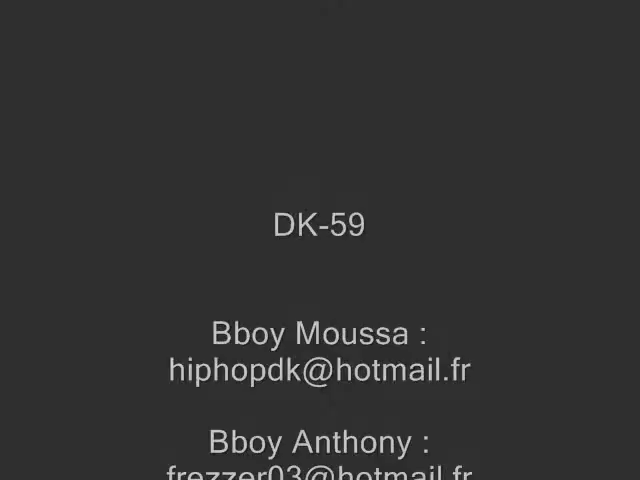 DK-59
Bboy Moussa :
hiphopdk@hotmail.fr
Bboy Anthony :
frezzer03@hotmail.fr